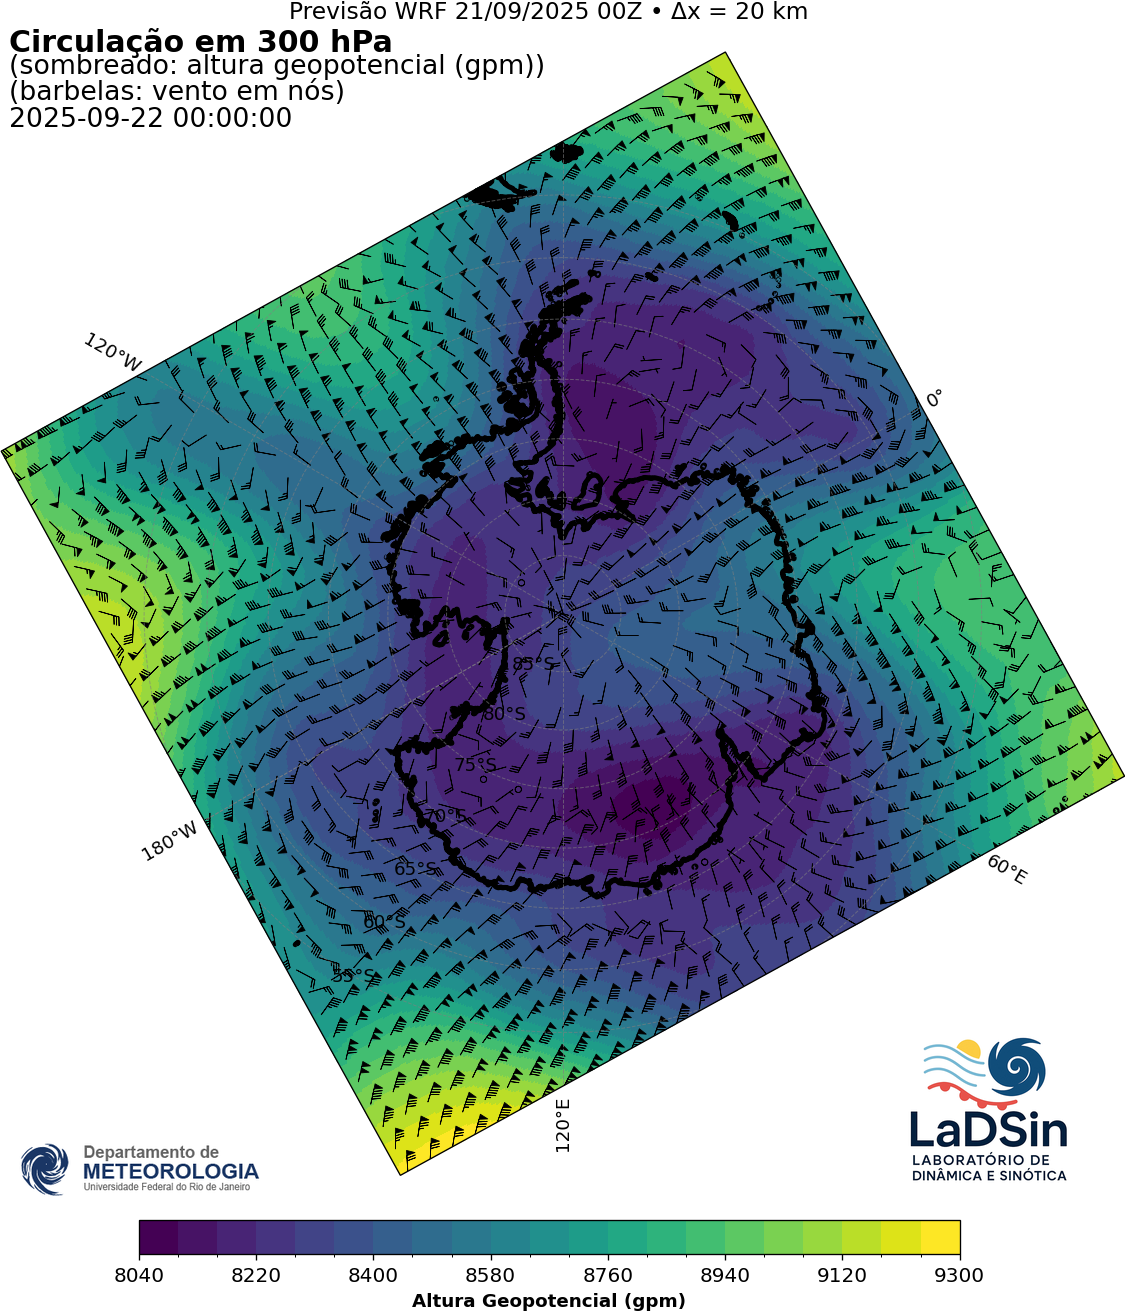 Previsão WRF 21/09/2025 00Z • Δx = 20 km
Circulação em 300 hPa
(sombreado: altura geopotencial (gpm))
(barbelas: vento em nós)
2025-09-22 00:00:00
120°W
0°
85°S
80°S
75°S
70°S
180°W
65°S
60°E
60°S
55°S
120°E
LaDSin
LABORATÓRIO DE
DINÂMICA E SINÓTICA
Departamento de
METEOROLOGIA
Universidade Federal do Rio de Janeiro
8040 8220 8400 8580 8760 8940 9120 9300
Altura Geopotencial (gpm)